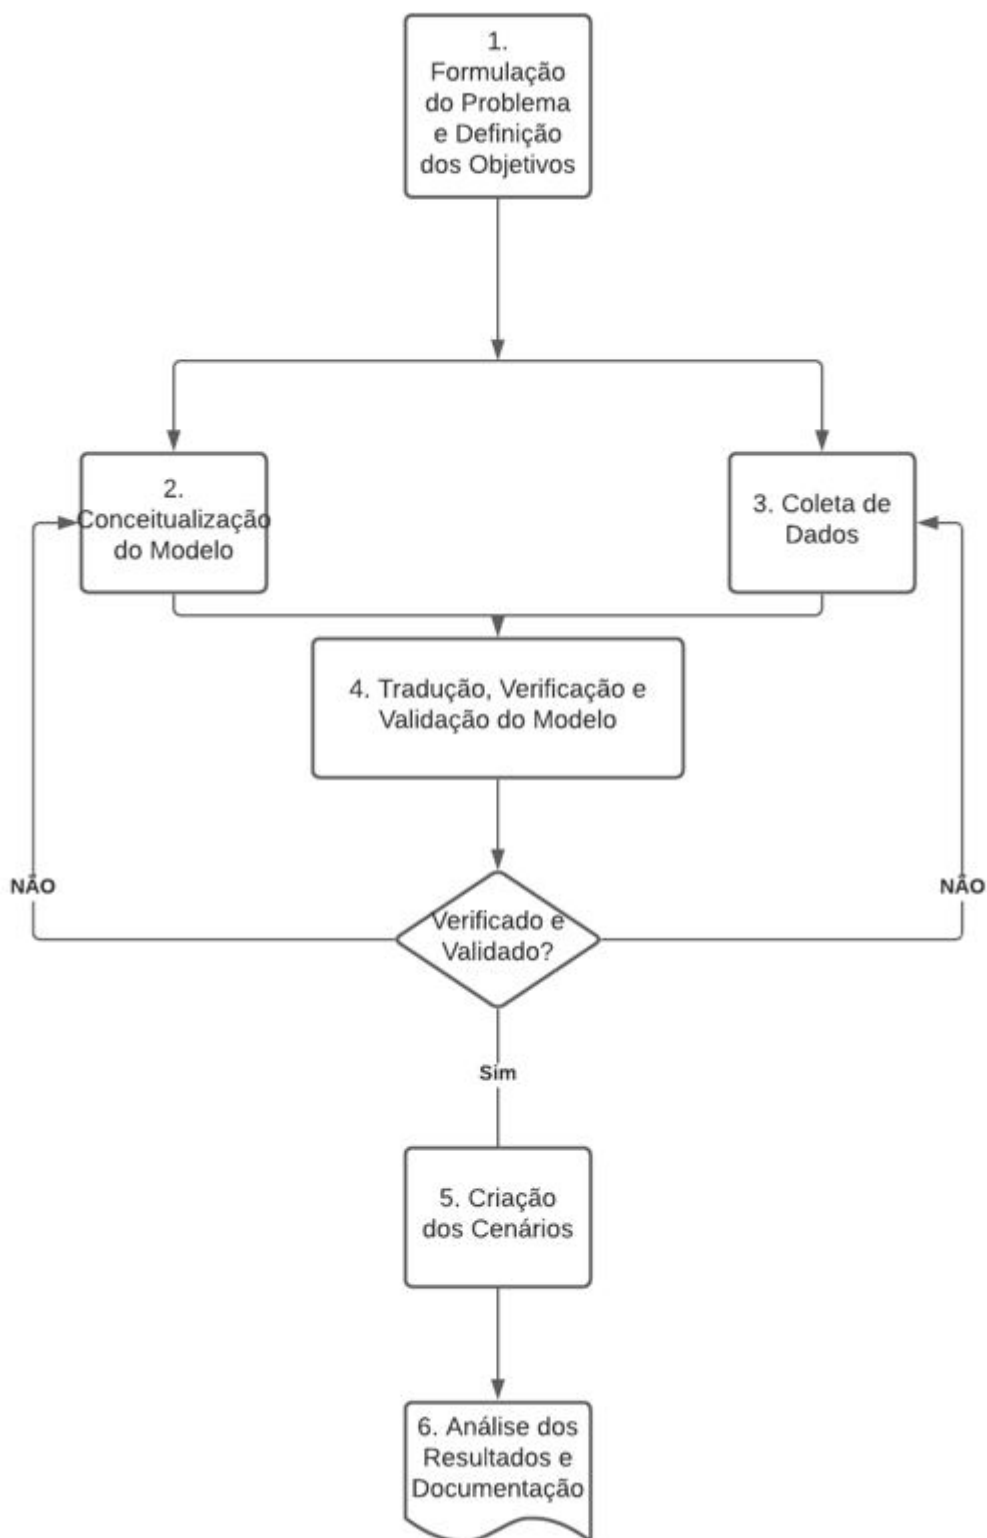 1.
Formulação
do Problema
e Definição
dos Objetivos
2.
Conceitualização
do Modelo
3. Coleta de
Dados
4. Tradução, Verificação e
Validação do Modelo
NÃO
NÃO
Verificado e
Validado?
Sim
5. Criação
dos Cenários
6. Análise dos
Resultados e
Documentação